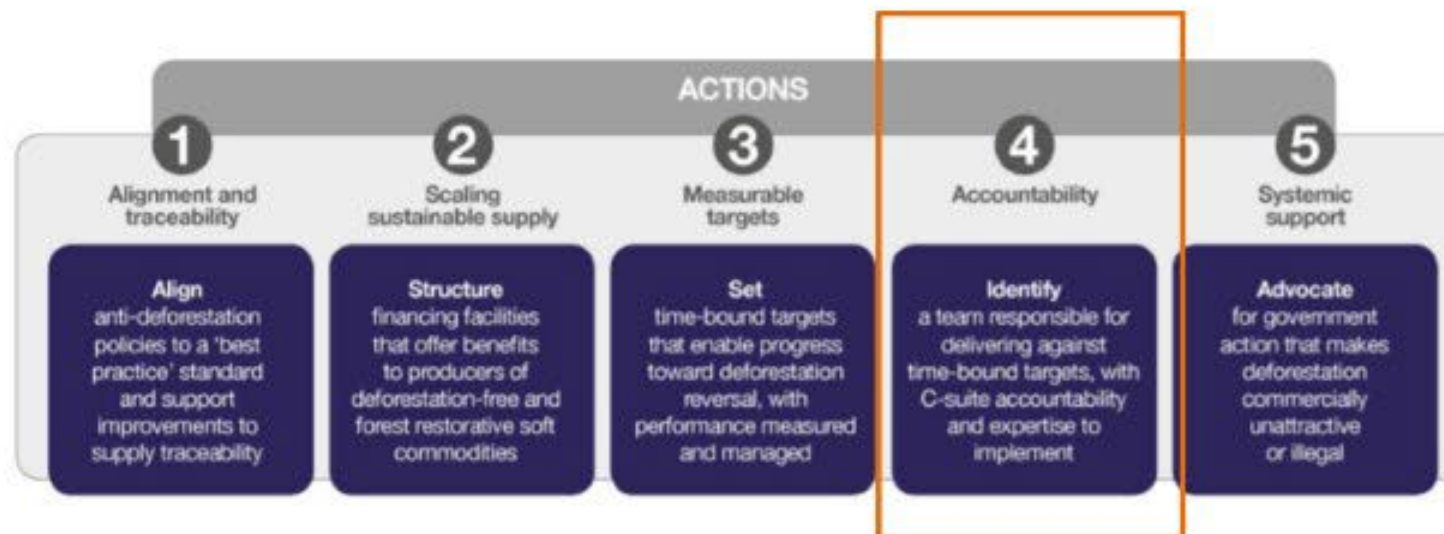 ACTIONS
1
Alignment and
traceability
Align
anti-deforestation
policies to a 'best
practice' standard
and support
improvements to
supply traceability
2
Scaling
sustainable supply
Structure
financing facilities
that offer benefits
to producers of
deforestation-free and
forest restorative soft
commodities
3
Measurable
targets
Set
time-bound targets
that enable progress
toward deforestation
reversal, with
performance measured
and managed
4
Accountability
Identify
a team responsible for
delivering against
time-bound targets, with
C-suite accountability
and expertise to
implement
5
Systemic
support
Advocate
for government
action that makes
deforestation
commercially
unattractive
or illegal